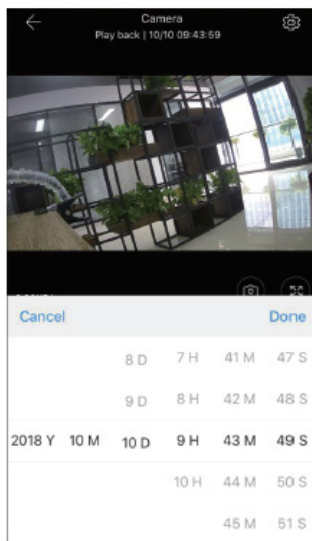 Camera
Play back | 10/10 09:43:59
Cancel Done
8 D 7 H 41 M 47 S
9 D 8 H 42 M 48 S
2018 Y 10 M 10 D 9 H 43 M 49 S
10 H 44 M 50 S
45 M 51 S